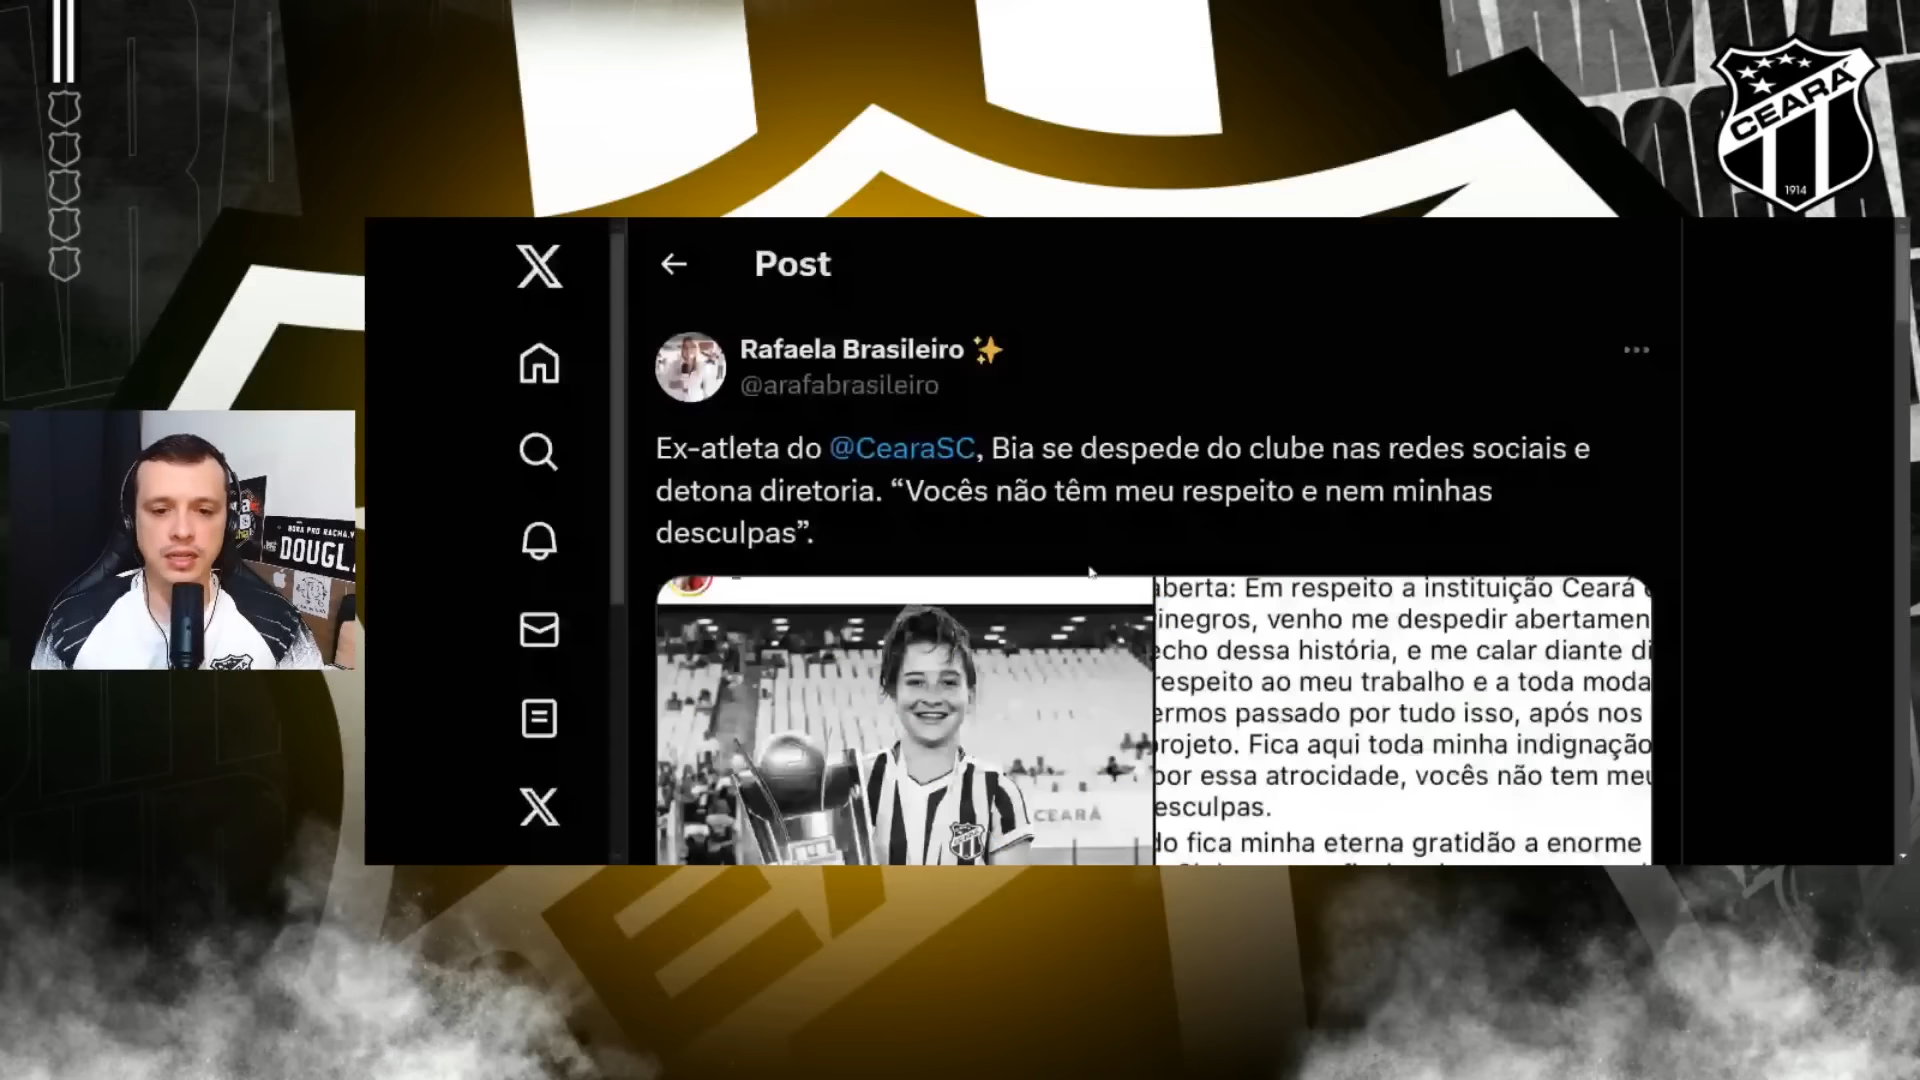 CEARÁ
1914
Post
Rafaela Brasileiro
@arafabrasileiro
Ex-atleta do @CearaSC, Bia se despede do clube nas redes sociais e
detona diretoria. “Vocês não têm meu respeito e nem minhas
desculpas”.
BORA PRO RACHA
DOUGL
aberta: Em respeito a instituição Ceará
inegros, venho me despedir abertamen
echo dessa história, e me calar diante di
respeito ao meu trabalho e a toda moda
ermos passado por tudo isso, após nos
rojeto. Fica aqui toda minha indignação
por essa atrocidade, vocês não tem meu
esculpas.
do fica minha eterna gratidão a enorme
CEARÁ